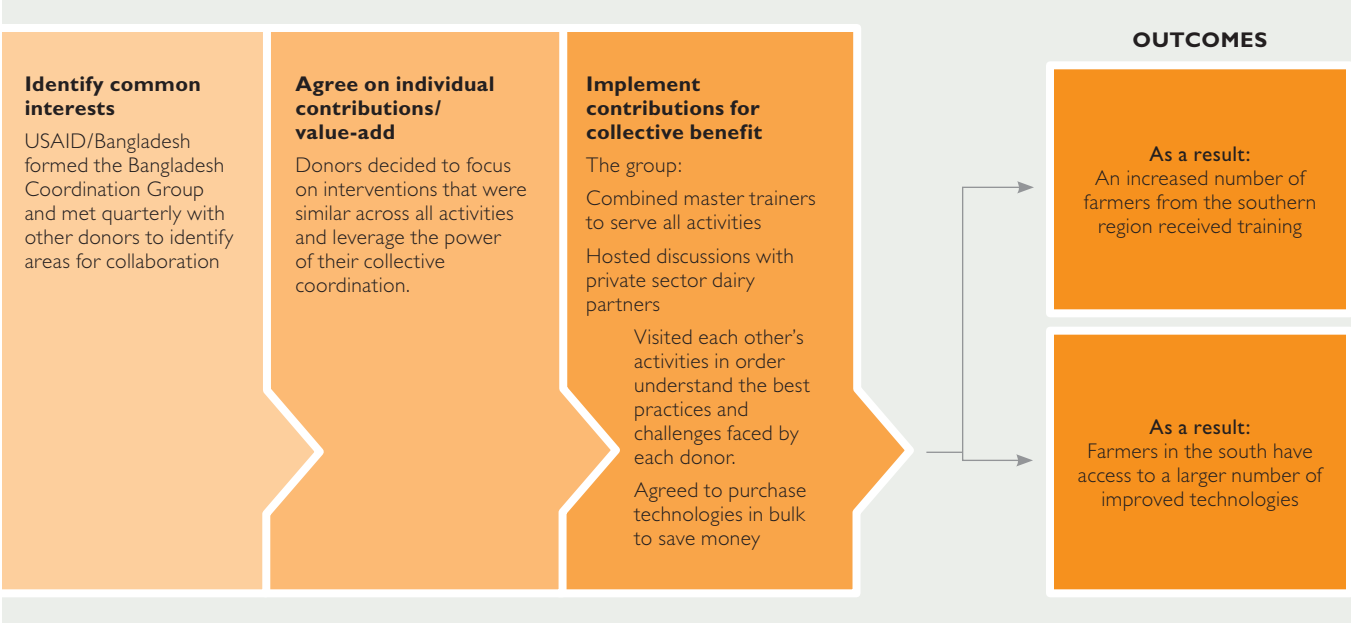 Identify common
interests
USAID/Bangladesh
formed the Bangladesh
Coordination Group
and met quarterly with
other donors to identify
areas for collaboration
Agree on individual
contributions/
value-add
Donors decided to focus
on interventions that were
similar across all activities
and leverage the power
of their collective
coordination.
Implement
contributions for
collective benefit
The group:
Combined master trainers
to serve all activities
Hosted discussions with
private sector dairy
partners
Visited each other’s
activities in order
understand the best
practices and
challenges faced by
each donor.
Agreed to purchase
technologies in bulk
to save money
OUTCOMES
As a result:
An increased number of
farmers from the southern
region received training
As a result:
Farmers in the south have
access to a larger number of
improved technologies